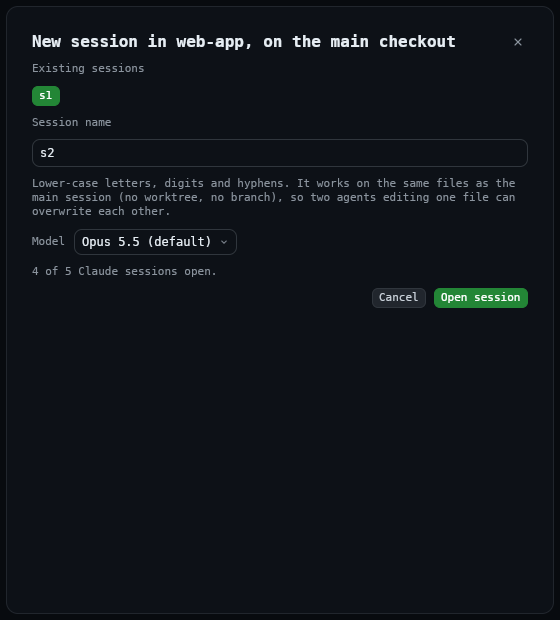 New session in web-app, on the main checkout ×
Existing sessions
s1
Session name
s2
Lower-case letters, digits and hyphens. It works on the same files as the
main session (no worktree, no branch), so two agents editing one file can
overwrite each other.
Model Opus 5.5 (default)
4 of 5 Claude sessions open.
Cancel Open session